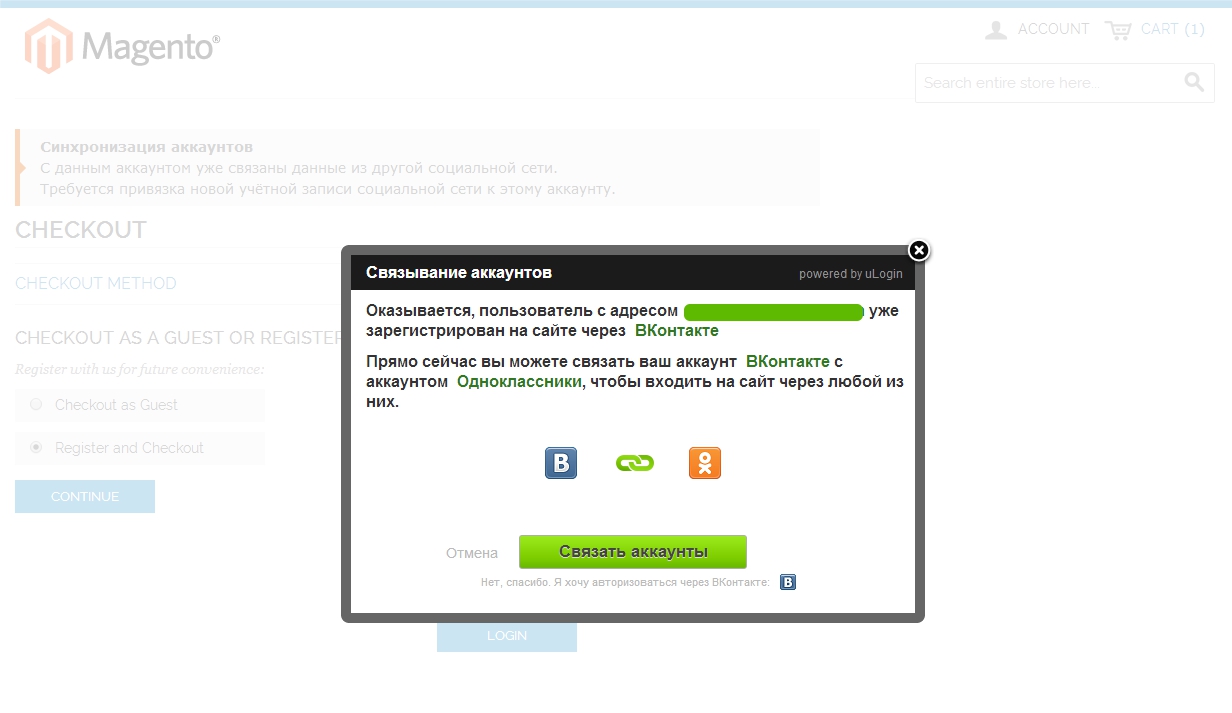 Magento®
ACCOUNT
CART (1)
Search entire store here...
Синхронизация аккаунтов
С данным аккаунтом уже связаны данные из другой социальной сети.
Требуется привязка новой учётной записи социальной сети к этому аккаунту.
CHECKOUT
CHECKOUT METHOD
CHECKOUT AS A GUEST OR REGISTER
Register with us for future convenience:
Checkout as Guest
Register and Checkout
CONTINUE
Связывание аккаунтов
powered by uLogin
Оказывается, пользователь с адресом уже
зарегистрирован на сайте через ВКонтакте
Прямо сейчас вы можете связать ваш аккаунт ВКонтакте с
аккаунтом Одноклассники, чтобы входить на сайт через любой из
них.
В
Отмена
Связать аккаунты
Нет, спасибо. Я хочу авторизоваться через ВКонтакте:
В
LOGIN